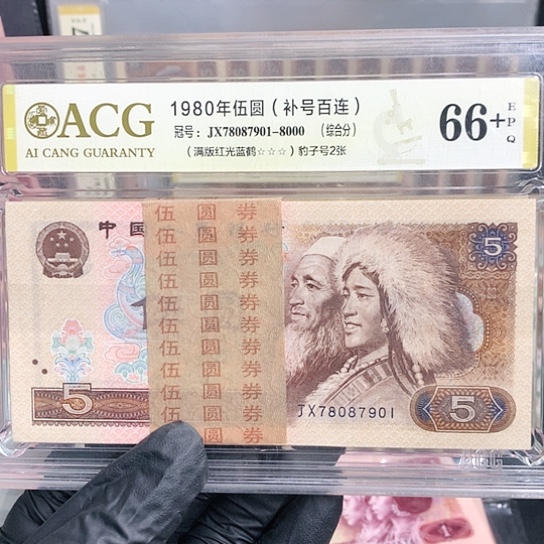 ACG
AI CANG GUARANTY
1980年伍圆（补号百连）
冠号：JX78087901-8000 （综合分）
（满版红光蓝鹤☆☆☆）豹子号2张
66+
EPQ
中国
伍 圆 券
伍 圆 券
伍 圆 券
伍 圆 券
伍 圆 券
伍 圆 券
伍 圆 券
伍 圆 券
伍 圆 券
伍 圆 券
伍 圆 券
5
5
JX78087901
5